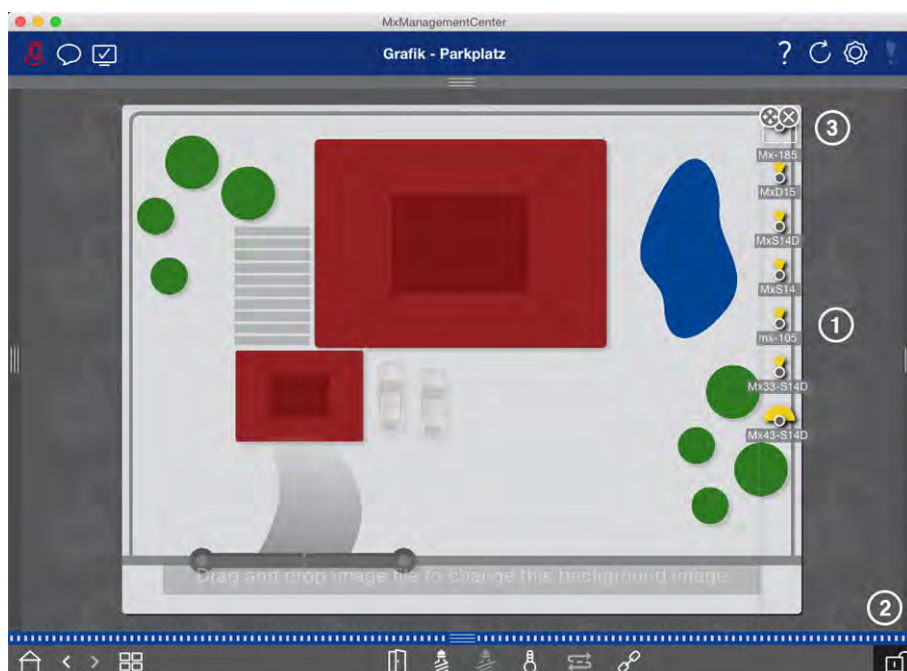 MxManagementCenter
Grafik - Parkplatz
3
Mx-185
MxD15
MxS14D
MxS14
1
mx-105
Mx33-S14D
Mx43-S14D
Drag and drop image file to change this background image
2